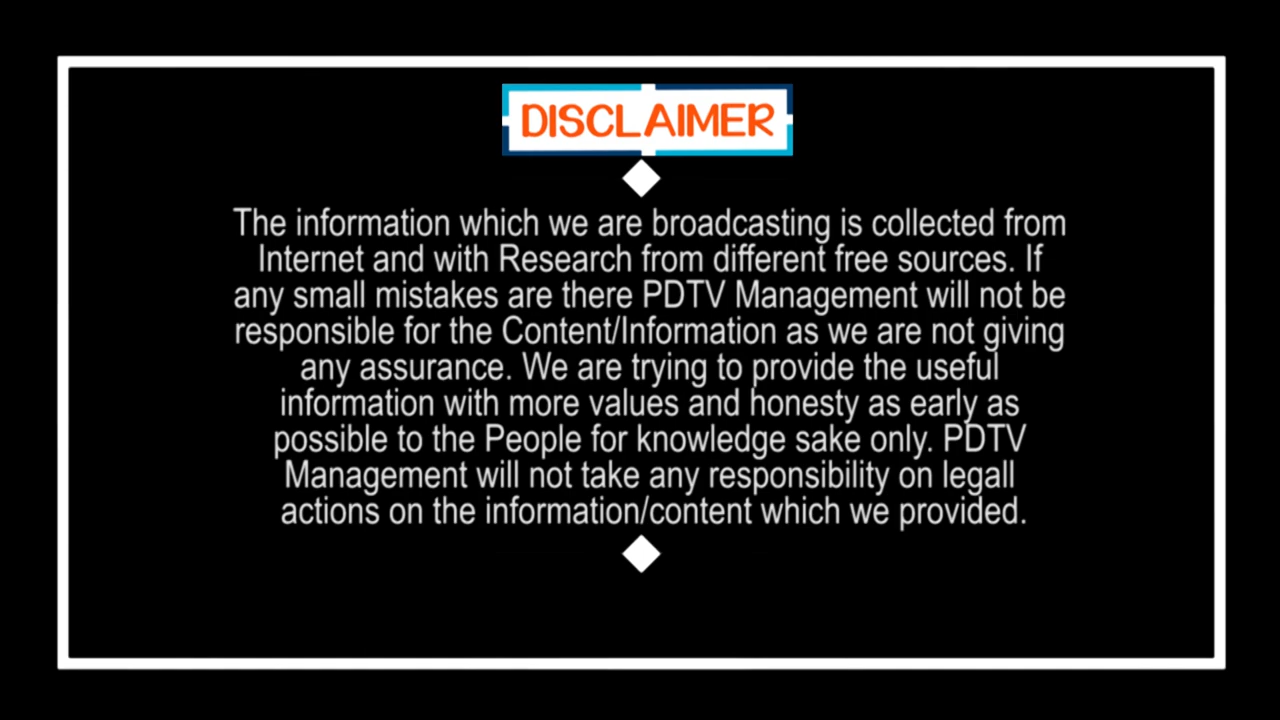 DISCLAIMER
The information which we are broadcasting is collected from
Internet and with Research from different free sources. If
any small mistakes are there PDTV Management will not be
responsible for the Content/Information as we are not giving
any assurance. We are trying to provide the useful
information with more values and honesty as early as
possible to the People for knowledge sake only. PDTV
Management will not take any responsibility on legall
actions on the information/content which we provided.